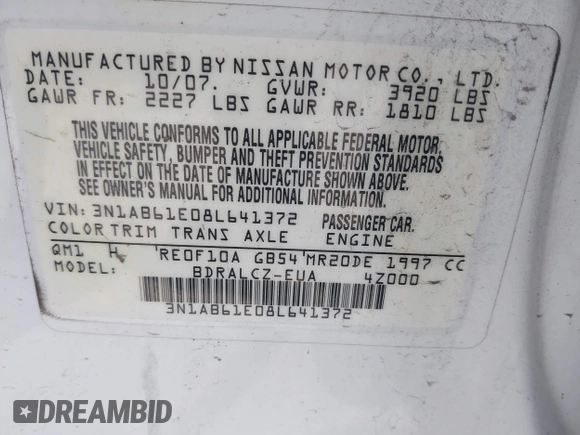 MANUFACTURED BY NISSAN MOTOR CO., LTD.
DATE: 10/07. GVWR: 3920 LBS
GAWR FR: 2227 LBS GAWR RR: 1810 LBS
THIS VEHICLE CONFORMS TO ALL APPLICABLE FEDERAL MOTOR
VEHICLE SAFETY, BUMPER AND THEFT PREVENTION STANDARDS
IN EFFECT ON THE DATE OF MANUFACTURE SHOWN ABOVE.
SEE OWNER'S MANUAL FOR ADDITIONAL INFORMATION.
VIN: 3N1AB61E08L641372 PASSENGER CAR.
COLOR TRIM TRANS AXLE ENGINE
QM1 H RE0F10A GB54 MR20DE 1997 CC
MODEL: BDRALCZ-EUA 4Z000
3N1AB61E08L641372
DREAMBID